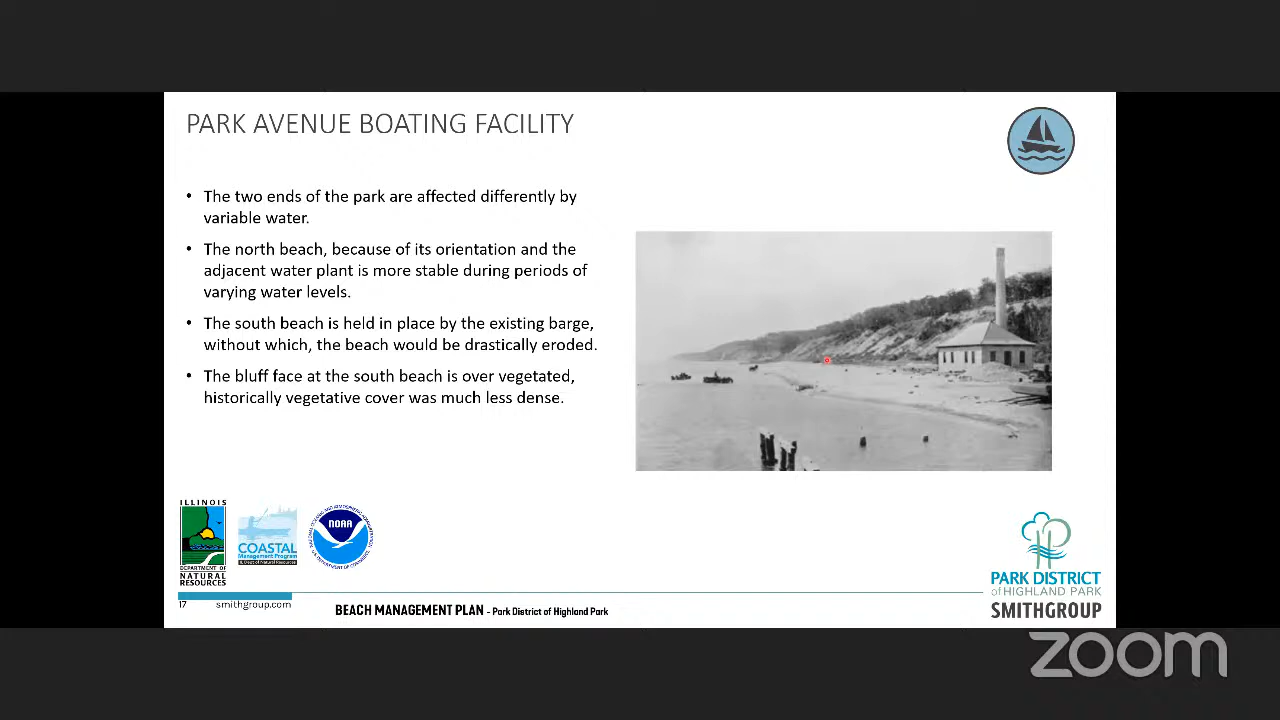 PARK AVENUE BOATING FACILITY
• The two ends of the park are affected differently by
variable water.
• The north beach, because of its orientation and the
adjacent water plant is more stable during periods of
varying water levels.
• The south beach is held in place by the existing barge,
without which, the beach would be drastically eroded.
• The bluff face at the south beach is over vegetated,
historically vegetative cover was much less dense.
ILLINOIS
DEPARTMENT OF
NATURAL
RESOURCES
COASTAL
Management Program
IL Dept of Natural Resources
NOAA
PARK DISTRICT
of HIGHLAND PARK
SMITHGROUP
17
smithgroup.com
BEACH MANAGEMENT PLAN - Park District of Highland Park
zoom